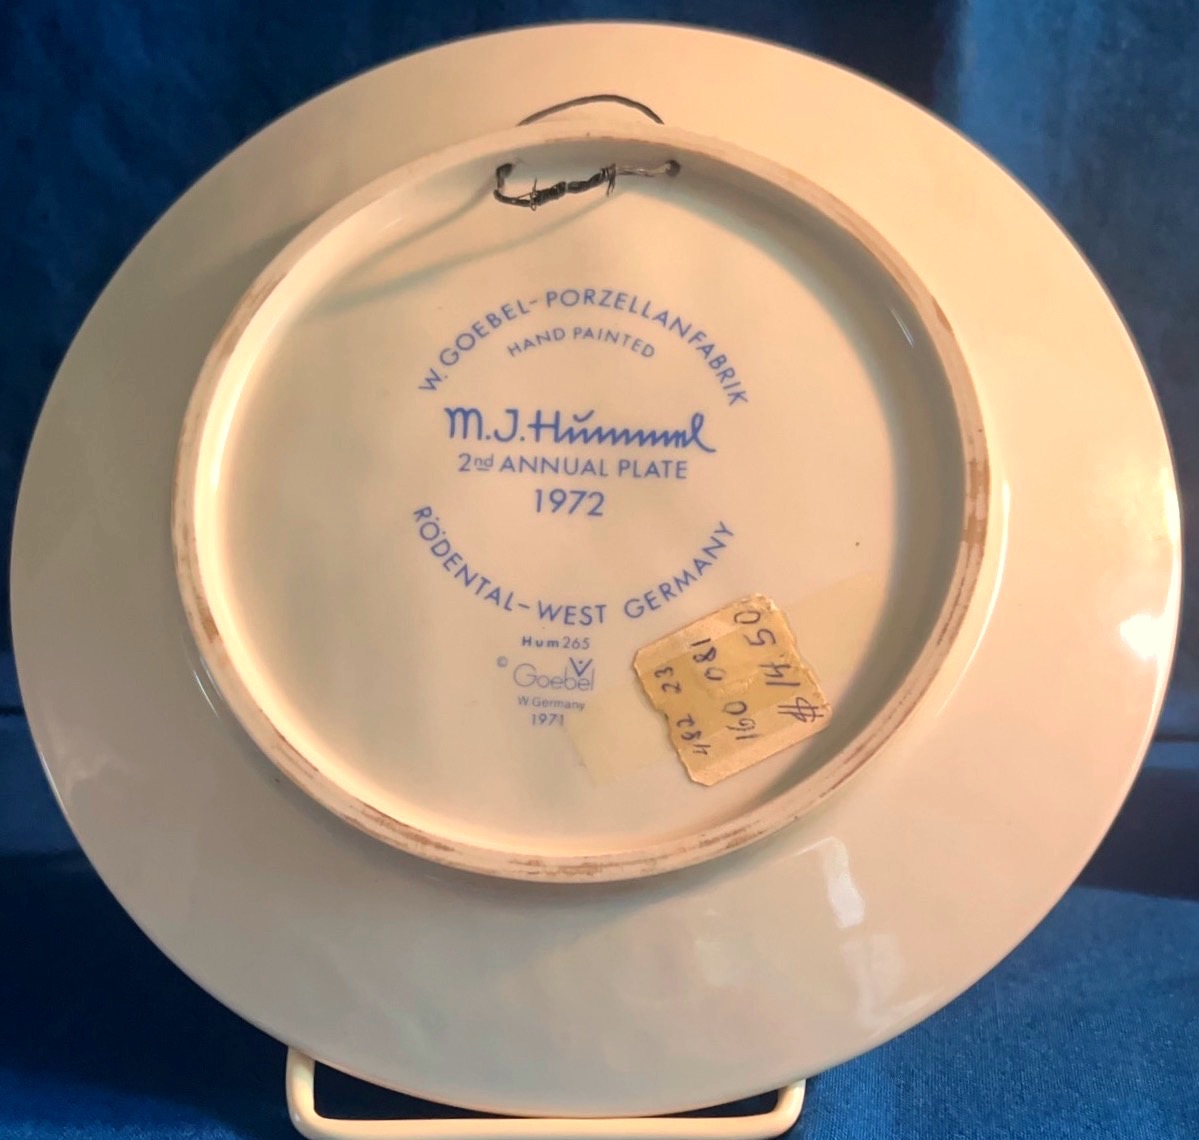 W. GOEBEL-PORZELLANFABRIK
HAND PAINTED
M.J. Hummel
2nd ANNUAL PLATE
1972
RÖDENTAL-WEST GERMANY
Hum 265
© Goebel
W. Germany
1971
$ 14.50
160 081
482 23